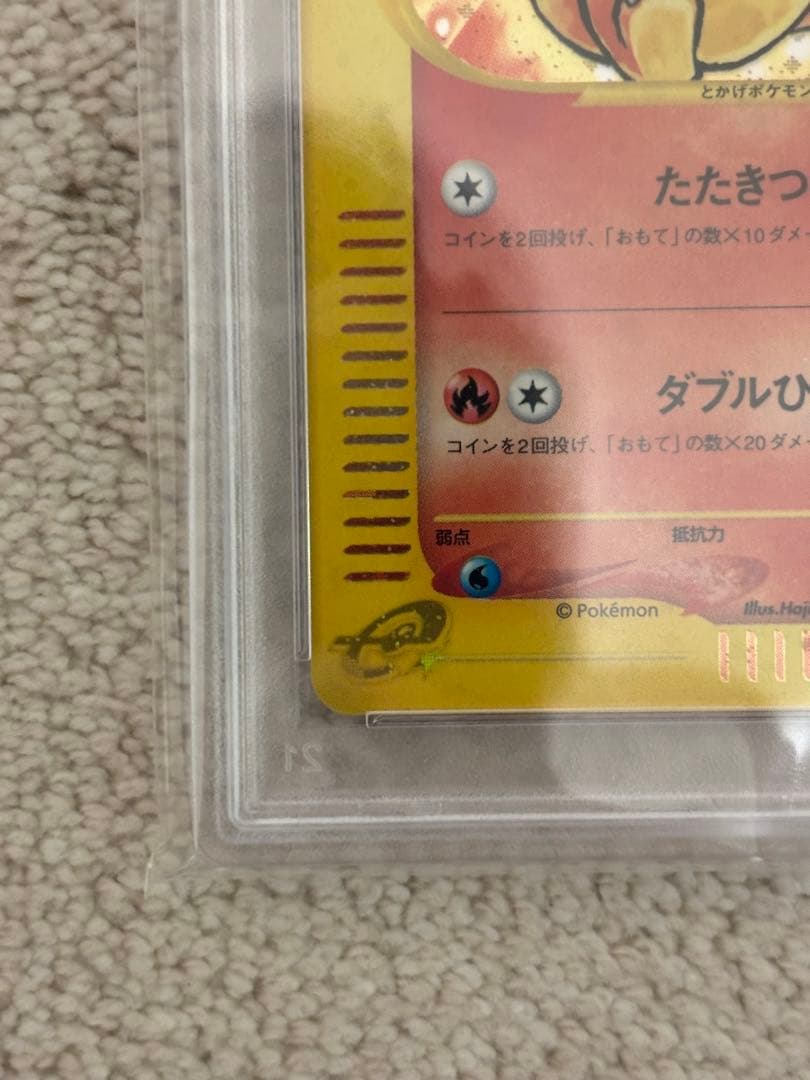 とかげポケモン
たたきつ
コインを2回投げ、「おもて」の数×10ダメー
ダブルひ
コインを2回投げ、「おもて」の数×20ダメー
弱点
抵抗力
© Pokémon
Illus.Haj
21